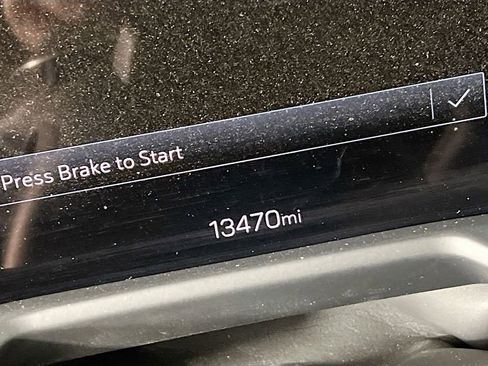 Press Brake to Start
13470mi